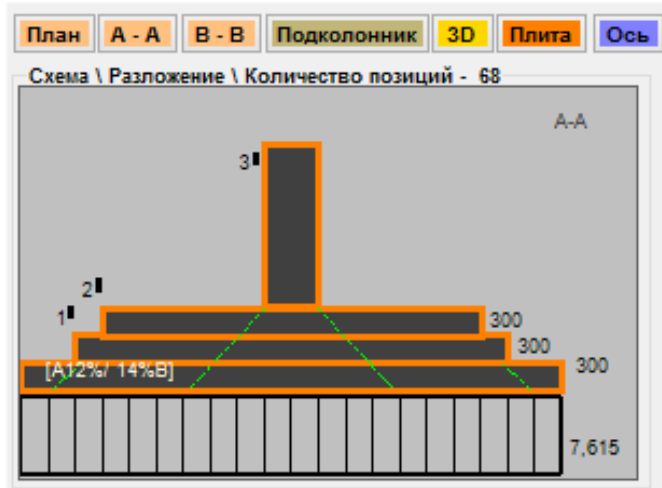 План A - A B - B Подколонник 3D Плита Ось
Схема \ Разложение \ Количество позиций - 68
A-A
3
2
1
300
300
300
[A12%/ 14%B]
7,615